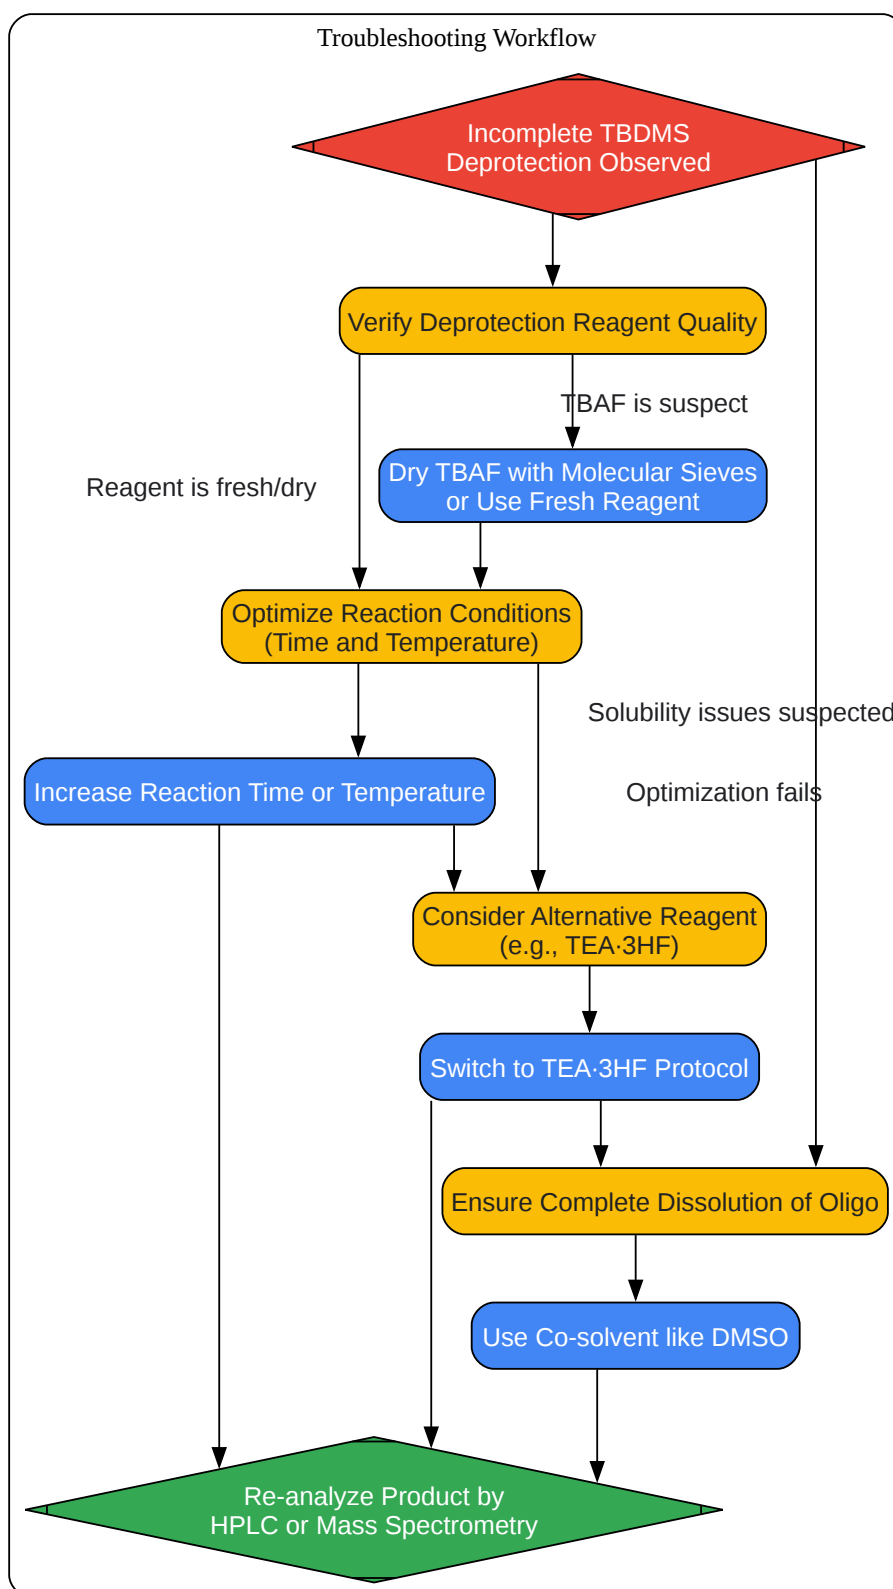 Troubleshooting Workflow
Incomplete TBDMS
Deprotection Observed
Verify Deprotection Reagent Quality
TBAF is suspect
Dry TBAF with Molecular Sieves
or Use Fresh Reagent
Reagent is fresh/dry
Optimize Reaction Conditions
(Time and Temperature)
Solubility issues suspected
Increase Reaction Time or Temperature
Optimization fails
Consider Alternative Reagent
(e.g., TEA·3HF)
Switch to TEA·3HF Protocol
Ensure Complete Dissolution of Oligo
Use Co-solvent like DMSO
Re-analyze Product by
HPLC or Mass Spectrometry